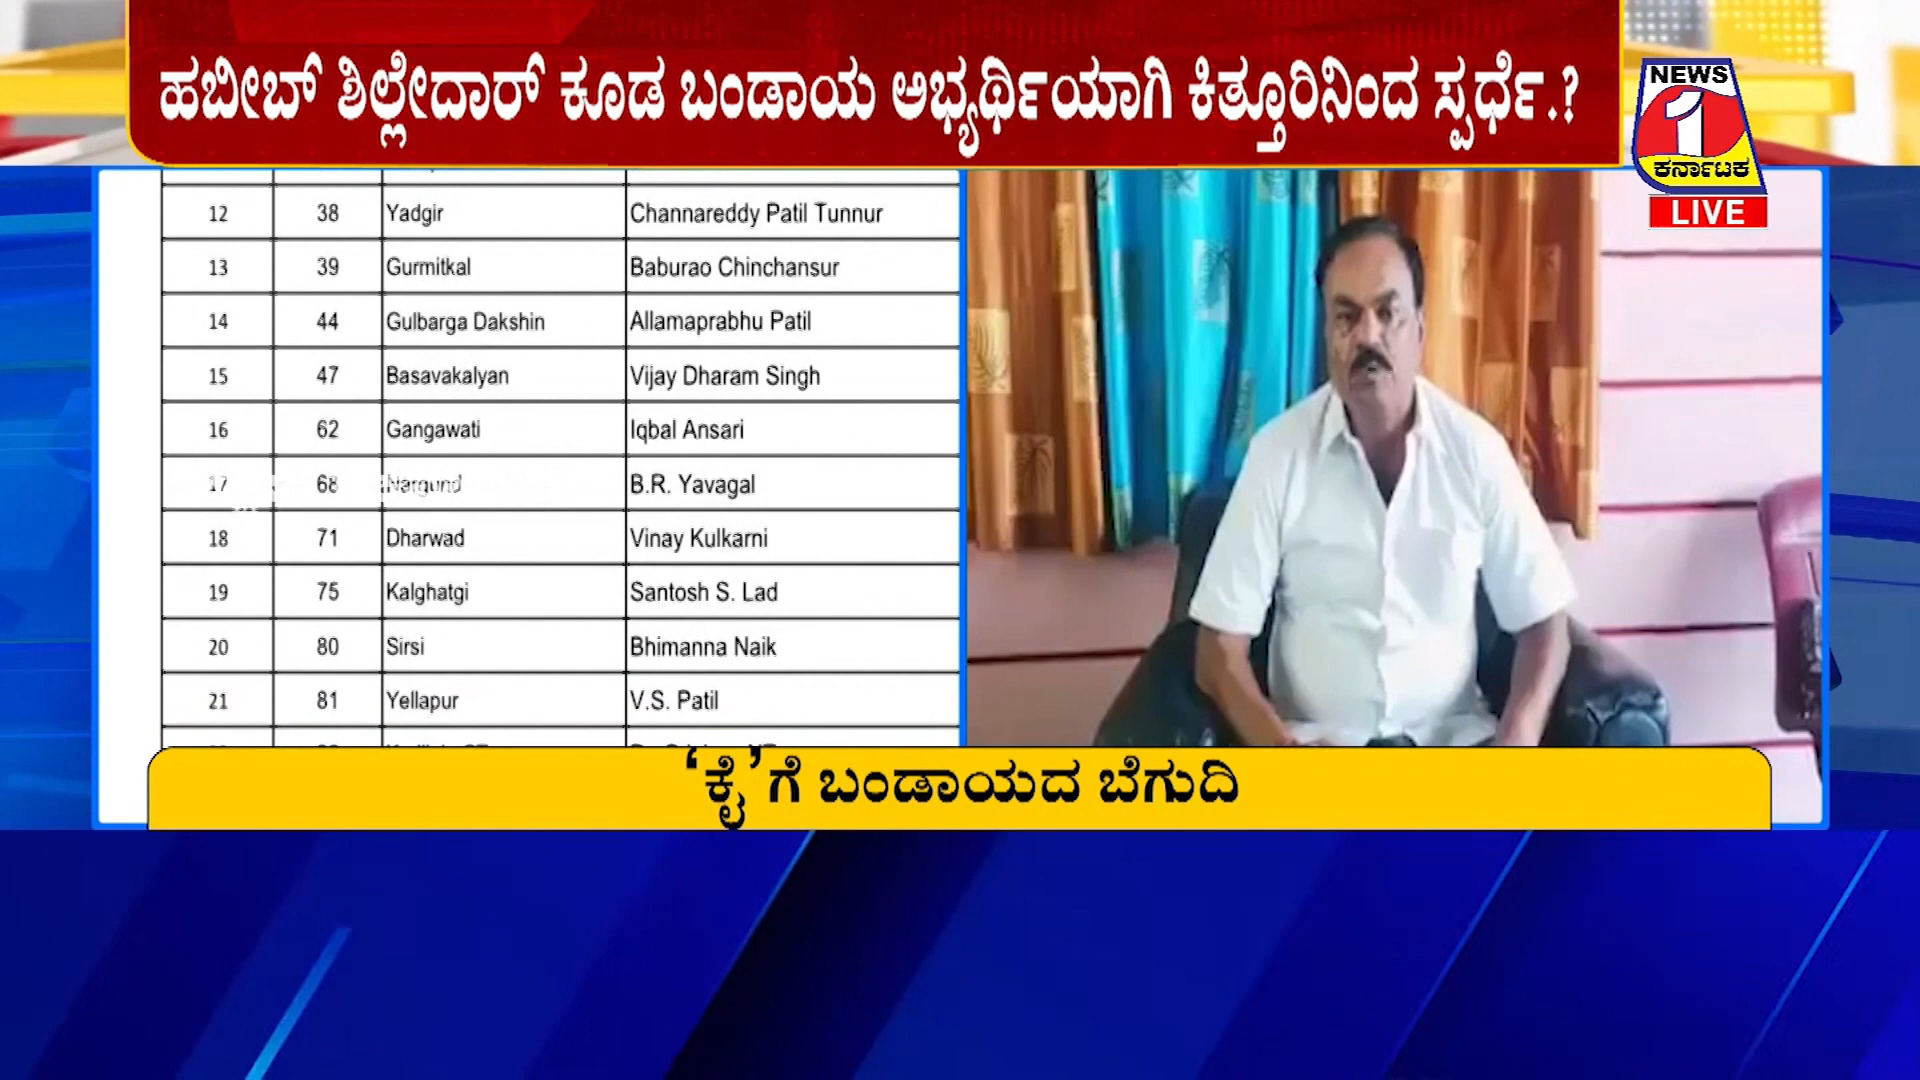 ಹಬೀಬ್ ಶಿಲ್ಲೇದಾರ್ ಕೂಡ ಬಂಡಾಯ ಅಭ್ಯರ್ಥಿಯಾಗಿ ಕಿತ್ತೂರಿನಿಂದ ಸ್ಪರ್ಧೆ.?
NEWS
1
ಕರ್ನಾಟಕ
LIVE
12 38 Yadgir Channareddy Patil Tunnur
13 39 Gurmitkal Baburao Chinchansur
14 44 Gulbarga Dakshin Allamaprabhu Patil
15 47 Basavakalyan Vijay Dharam Singh
16 62 Gangawati Iqbal Ansari
17 68 Nargund B.R. Yavagal
18 71 Dharwad Vinay Kulkarni
19 75 Kalghatgi Santosh S. Lad
20 80 Sirsi Bhimanna Naik
21 81 Yellapur V.S. Patil
‘ಕೈ’ಗೆ ಬಂಡಾಯದ ಬೆಗುದಿ